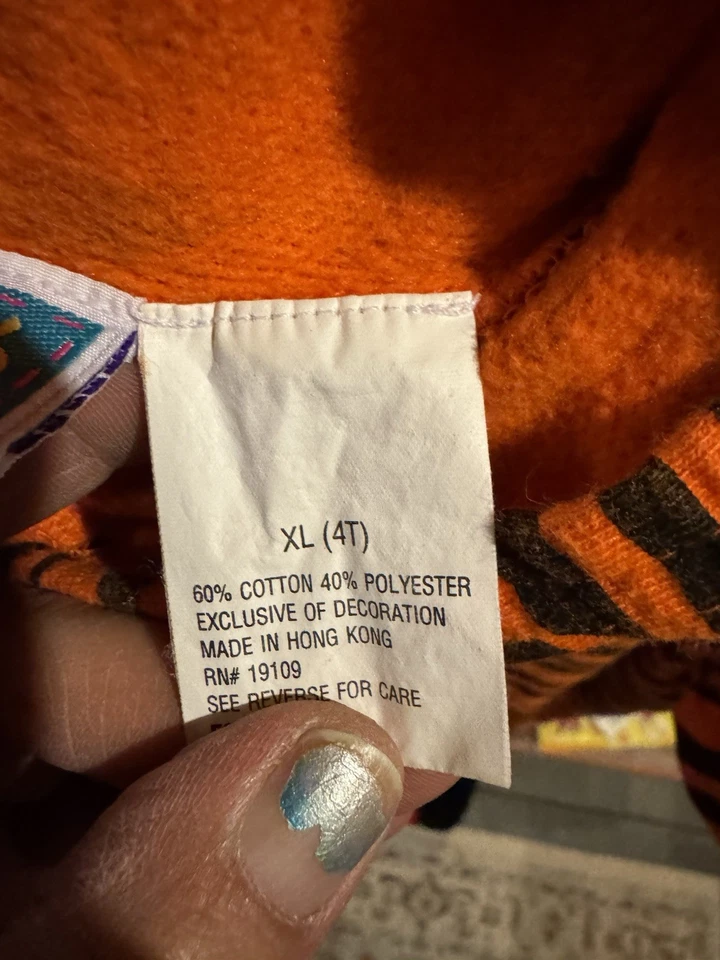 XL (4T)
60% COTTON 40% POLYESTER
EXCLUSIVE OF DECORATION
MADE IN HONG KONG
RN# 19109
SEE REVERSE FOR CARE